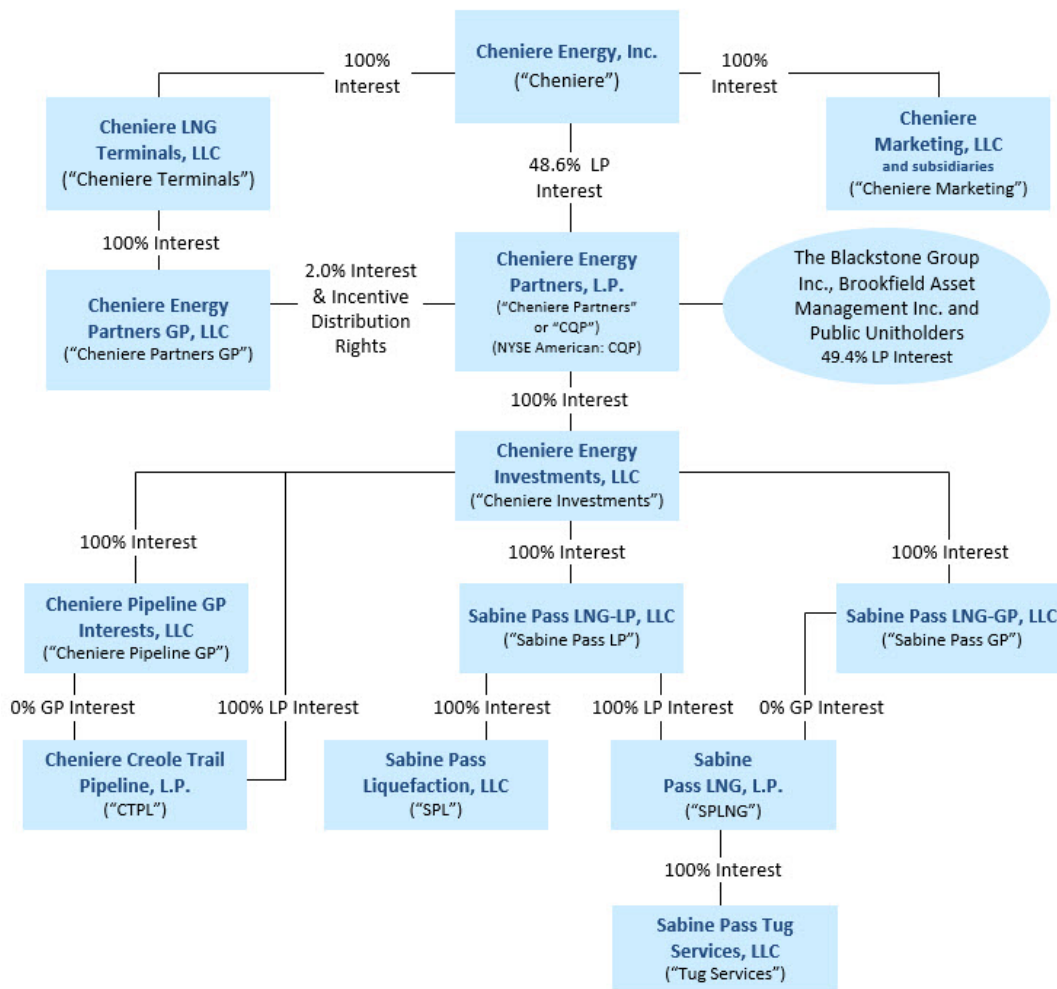 Cheniere Energy, Inc.
(“Cheniere”)
100%
Interest
100%
Interest
Cheniere LNG
Terminals, LLC
(“Cheniere Terminals”)
48.6% LP
Interest
Cheniere
Marketing, LLC
and subsidiaries
(“Cheniere Marketing”)
100% Interest
Cheniere Energy
Partners GP, LLC
(“Cheniere Partners GP”)
2.0% Interest
& Incentive
Distribution
Rights
Cheniere Energy
Partners, L.P.
(“Cheniere Partners”
or “CQP”)
(NYSE American: CQP)
The Blackstone Group
Inc., Brookfield Asset
Management Inc. and
Public Unitholders
49.4% LP Interest
100% Interest
Cheniere Energy
Investments, LLC
(“Cheniere Investments”)
100% Interest
100% Interest
100% Interest
Cheniere Pipeline GP
Interests, LLC
(“Cheniere Pipeline GP”)
Sabine Pass LNG-LP, LLC
(“Sabine Pass LP”)
Sabine Pass LNG-GP, LLC
(“Sabine Pass GP”)
0% GP Interest
100% LP Interest
100% Interest
100% LP Interest
0% GP Interest
Cheniere Creole Trail
Pipeline, L.P.
(“CTPL”)
Sabine Pass
Liquefaction, LLC
(“SPL”)
Sabine
Pass LNG, L.P.
(“SPLNG”)
100% Interest
Sabine Pass Tug
Services, LLC
(“Tug Services”)